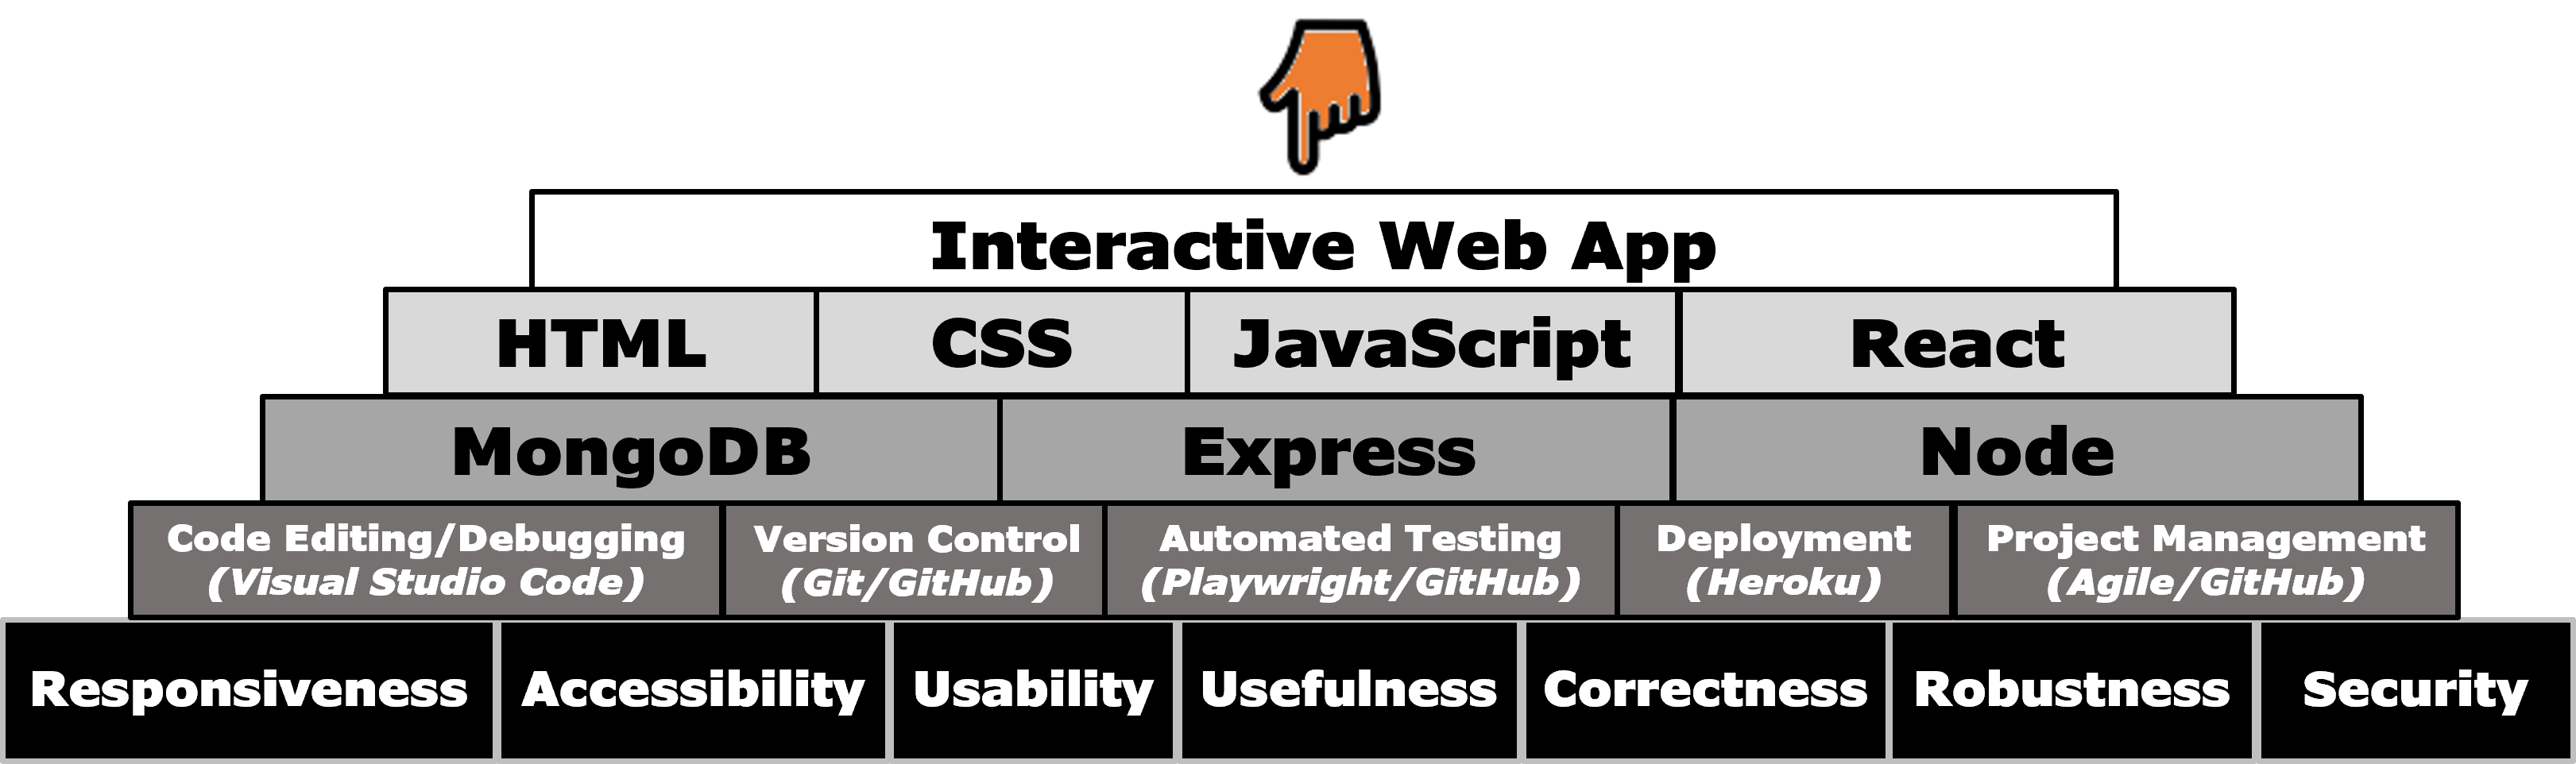 Interactive Web App
HTML
CSS
JavaScript
React
MongoDB
Express
Node
Code Editing/Debugging
(Visual Studio Code)
Version Control
(Git/GitHub)
Automated Testing
(Playwright/GitHub)
Deployment
(Heroku)
Project Management
(Agile/GitHub)
Responsiveness
Accessibility
Usability
Usefulness
Correctness
Robustness
Security